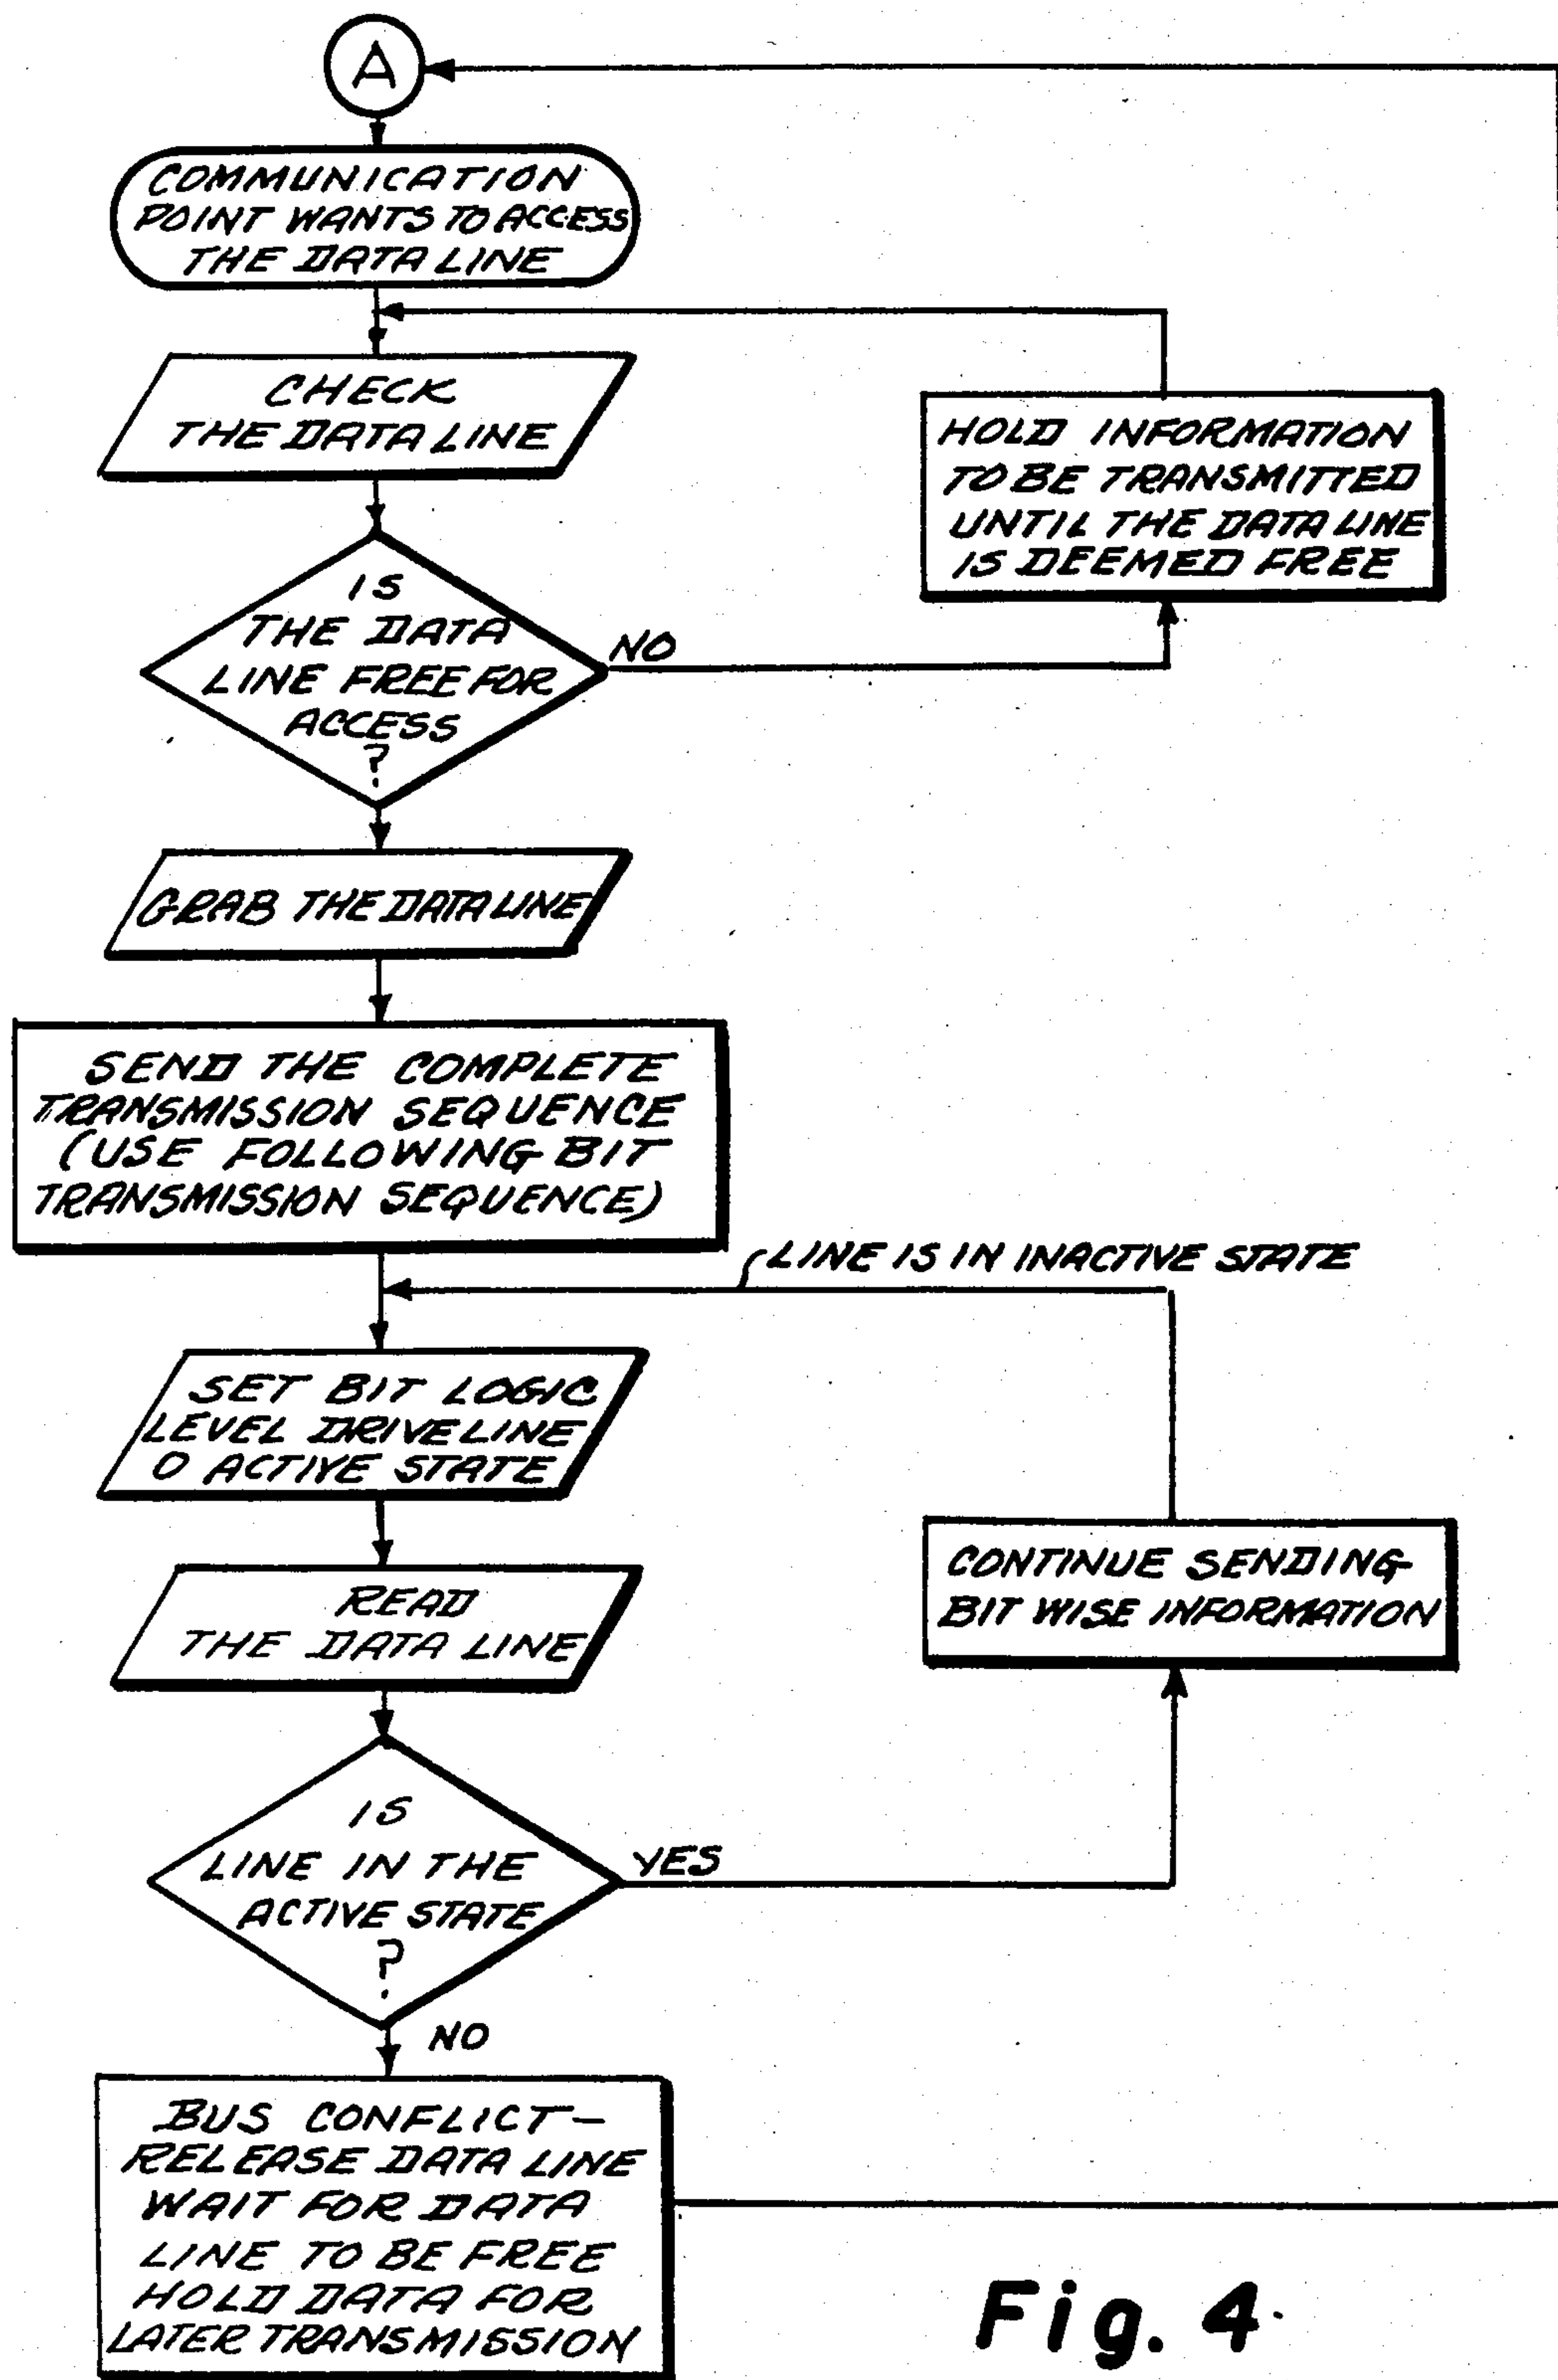 A
COMMUNICATION
POINT WANTS TO ACCESS
THE DATA LINE
CHECK
THE DATA LINE
HOLD INFORMATION
TO BE TRANSMITTED
UNTIL THE DATA LINE
IS DEEMED FREE
IS
THE DATA
LINE FREE FOR
ACCESS
?
NO
GRAB THE DATA LINE
SEND THE COMPLETE
TRANSMISSION SEQUENCE
(USE FOLLOWING BIT
TRANSMISSION SEQUENCE)
LINE IS IN INACTIVE STATE
SET BIT LOGIC
LEVEL DRIVE LINE
O ACTIVE STATE
READ
THE DATA LINE
CONTINUE SENDING
BIT WISE INFORMATION
IS
LINE IN THE
ACTIVE STATE
?
YES
NO
BUS CONFLICT-
RELEASE DATA LINE
WAIT FOR DATA
LINE TO BE FREE
HOLD DATA FOR
LATER TRANSMISSION
Fig. 4